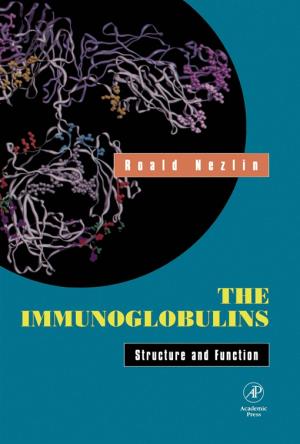 Roald Nezlin
THE
IMMUNOGLOBULINS
Structure and Function
AP
Academic
Press